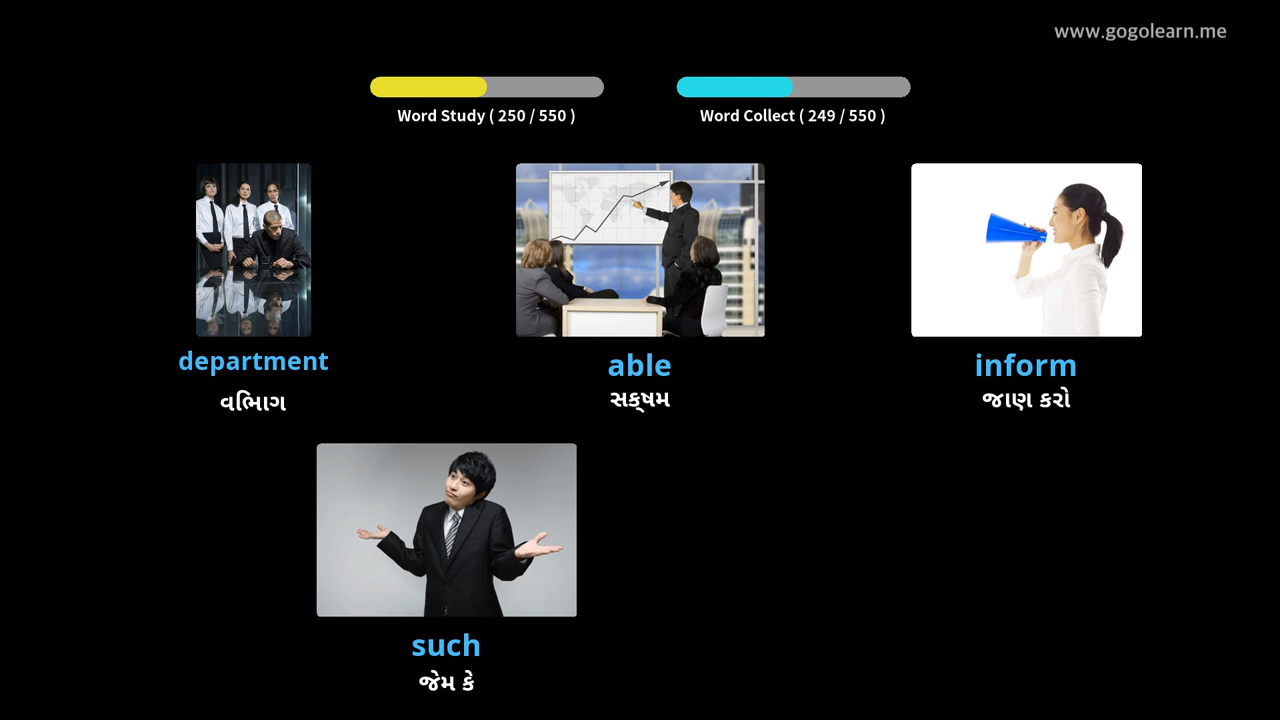 www.gogolearn.me
Word Study ( 250 / 550 )
Word Collect ( 249 / 550 )
department
વિભાગ
able
સક્ષમ
inform
જાણ કરો
such
જેમ કે